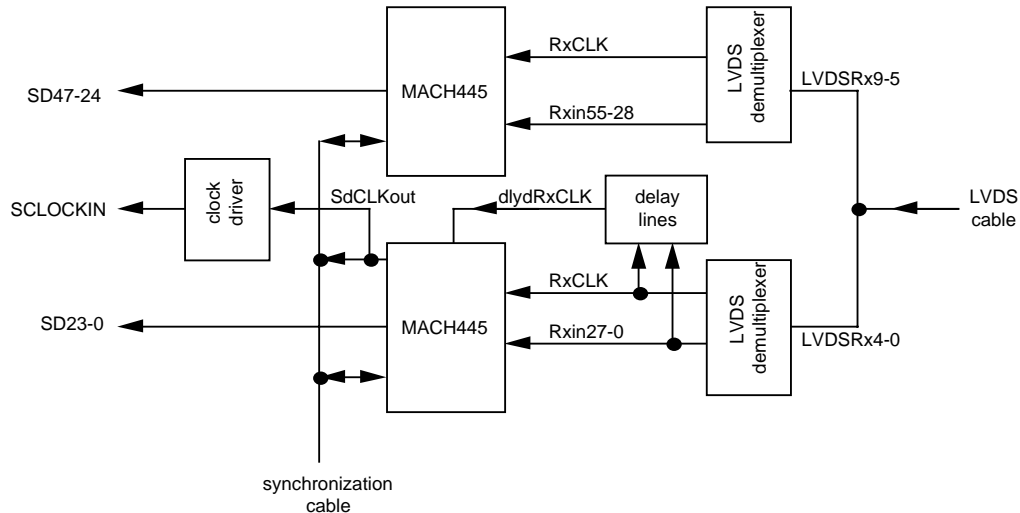 RxCLK
LVDS
demultiplexer
LVDSRx9-5
SD47-24
MACH445
Rxin55-28
clock
driver
SdCLKout
dlydRxCLK
delay
lines
SCLOCKIN
LVDS
cable
RxCLK
LVDS
demultiplexer
SD23-0
MACH445
Rxin27-0
LVDSRx4-0
synchronization
cable